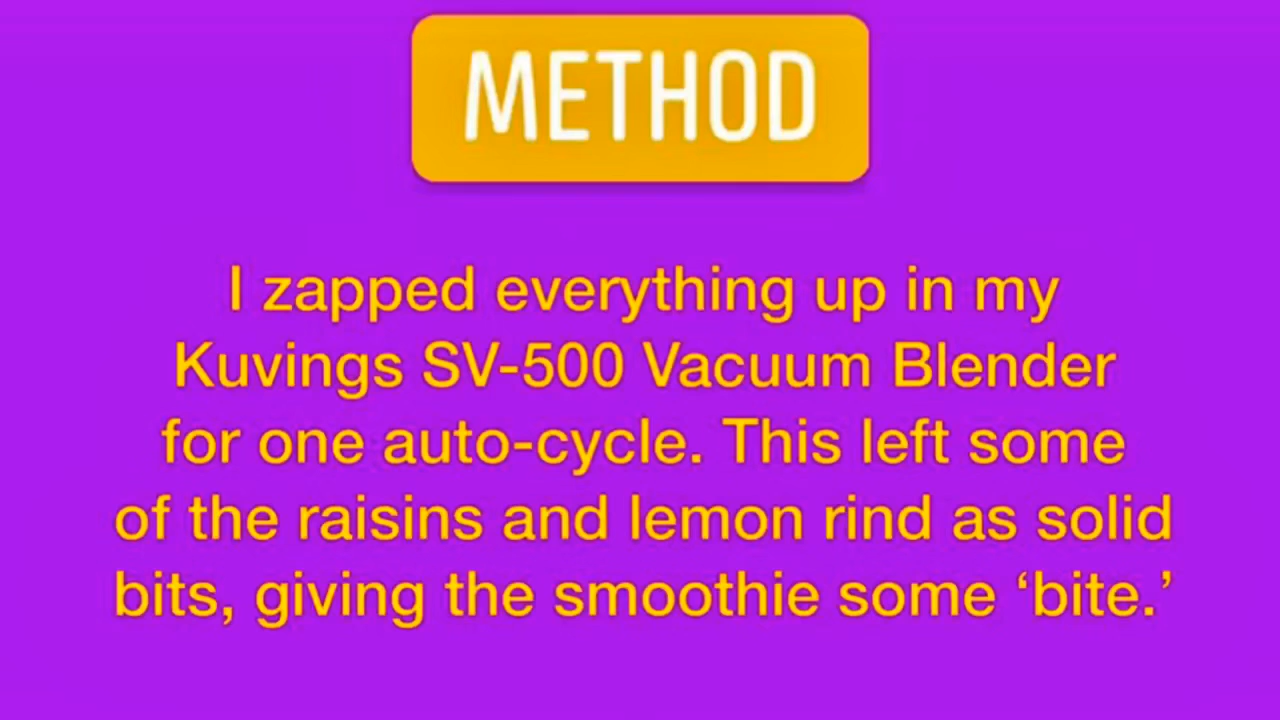 METHOD
I zapped everything up in my
Kuvings SV-500 Vacuum Blender
for one auto-cycle. This left some
of the raisins and lemon rind as solid
bits, giving the smoothie some ‘bite.’